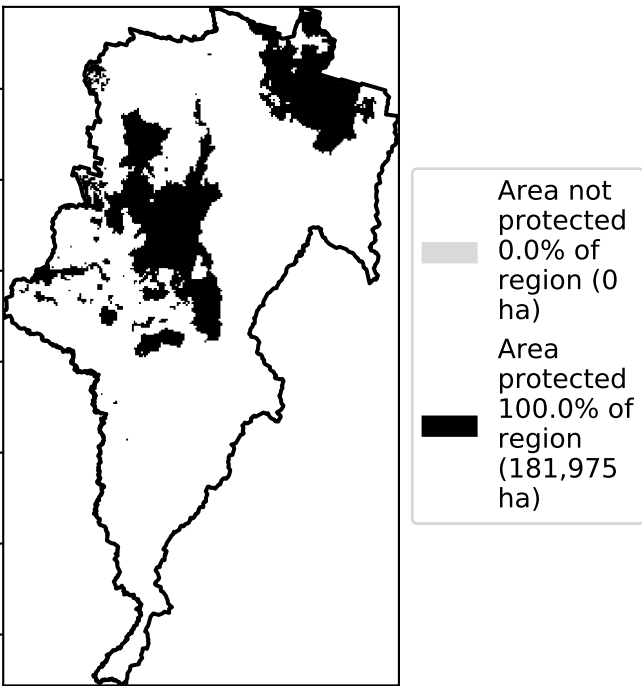 Area not
protected
0.0% of
region (0
ha)
Area
protected
100.0% of
region
(181,975
ha)